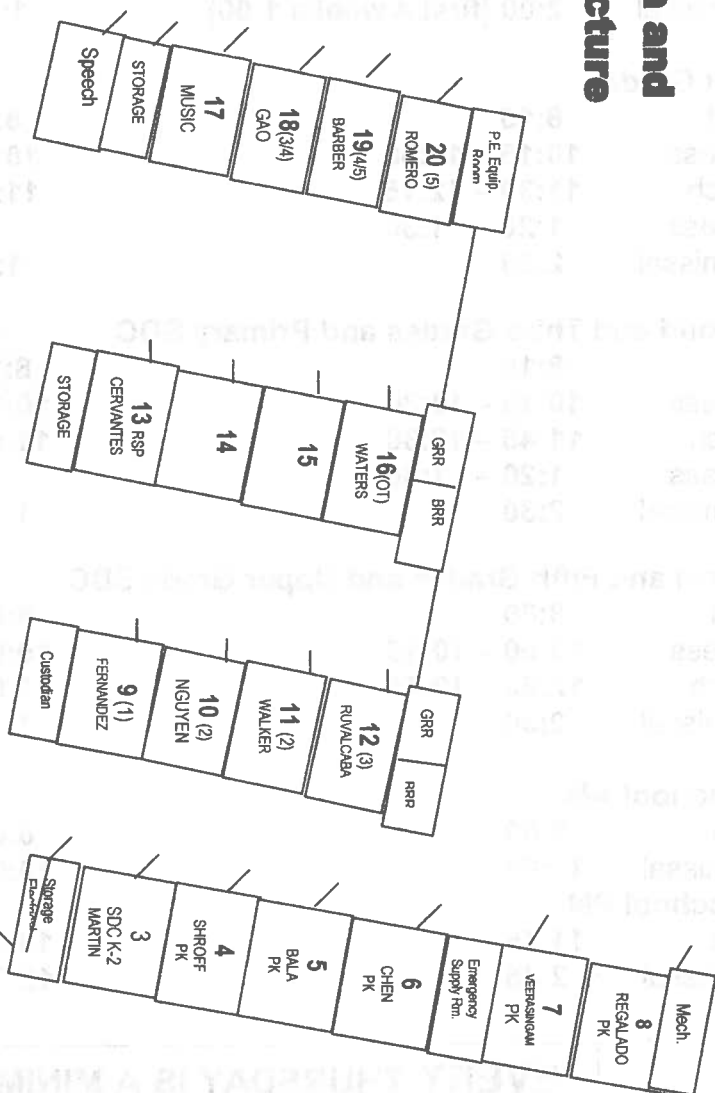 and
cture
P.E. Equip.
Room
20 (5)
ROMERO
19 (4/5)
BARBER
18 (3/4)
GAO
17
MUSIC
STORAGE
Speech
GRR
BRR
16 (OT)
WATERS
15
14
13 RSP
CERVANTES
STORAGE
GRR
BRR
12 (3)
RUVALCABA
11 (2)
WALKER
10 (2)
NGUYEN
9 (1)
FERNANDEZ
Custodian
Mech.
8
REGALADO
PK
7
VEERASINGAM
PK
Emergency
Supply Rm.
6
CHEN
PK
5
BALA
PK
4
SHROFF
PK
3
SDC K-2
MARTIN
Storage
Electrical